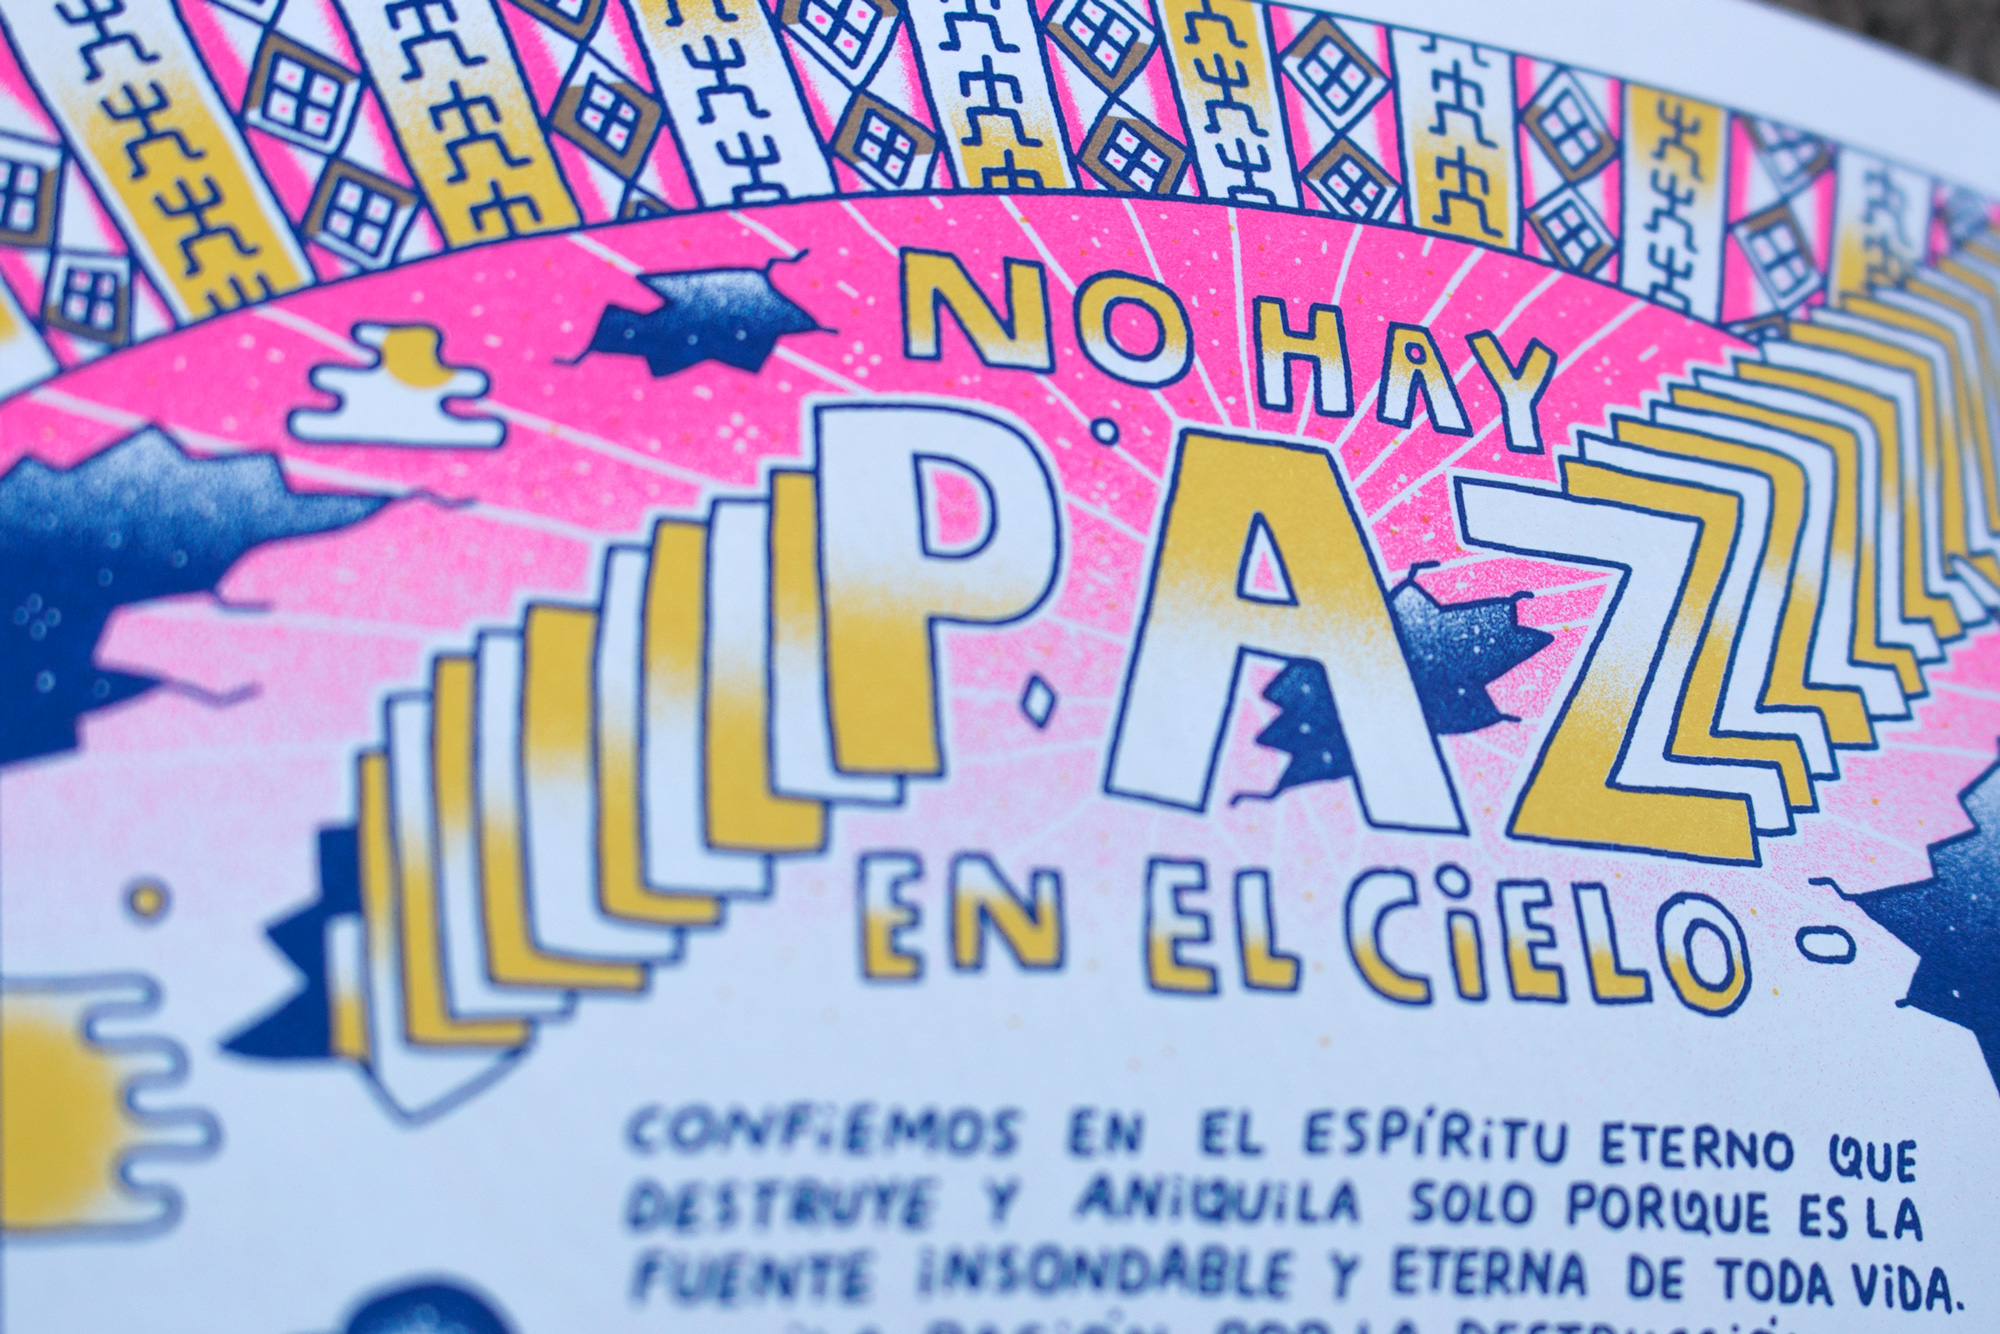 NO HAY
PAZ
EN EL CiELO
CONFiEMOS EN EL ESPÍRiTU ETERNO QUE
DESTRUYE Y ANiQUiLA SOLO PORQUE ES LA
FUENTE iNSONDABLE Y ETERNA DE TODA ViDA.